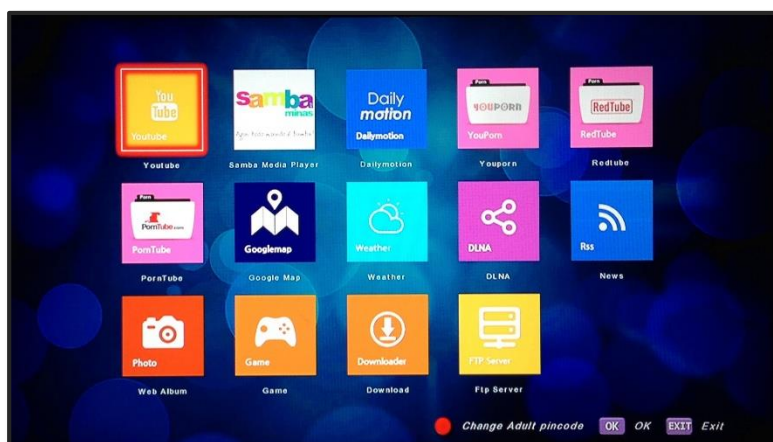 You
Tube
Youtube
Youtube
samba
minas
Samba Media Player
Daily
motion
Dailymotion
Dailymotion
Porn
YOUPORN
YouPorn
Youporn
Porn
RedTube
RedTube
Redtube
Porn
PornTube.com
PornTube
PornTube
Googlemap
Google Map
Weather
Weather
DLNA
DLNA
Rss
News
Photo
Web Album
Game
Game
Downloader
Download
FTP Server
Ftp Server
Change Adult pincode OK OK EXIT Exit